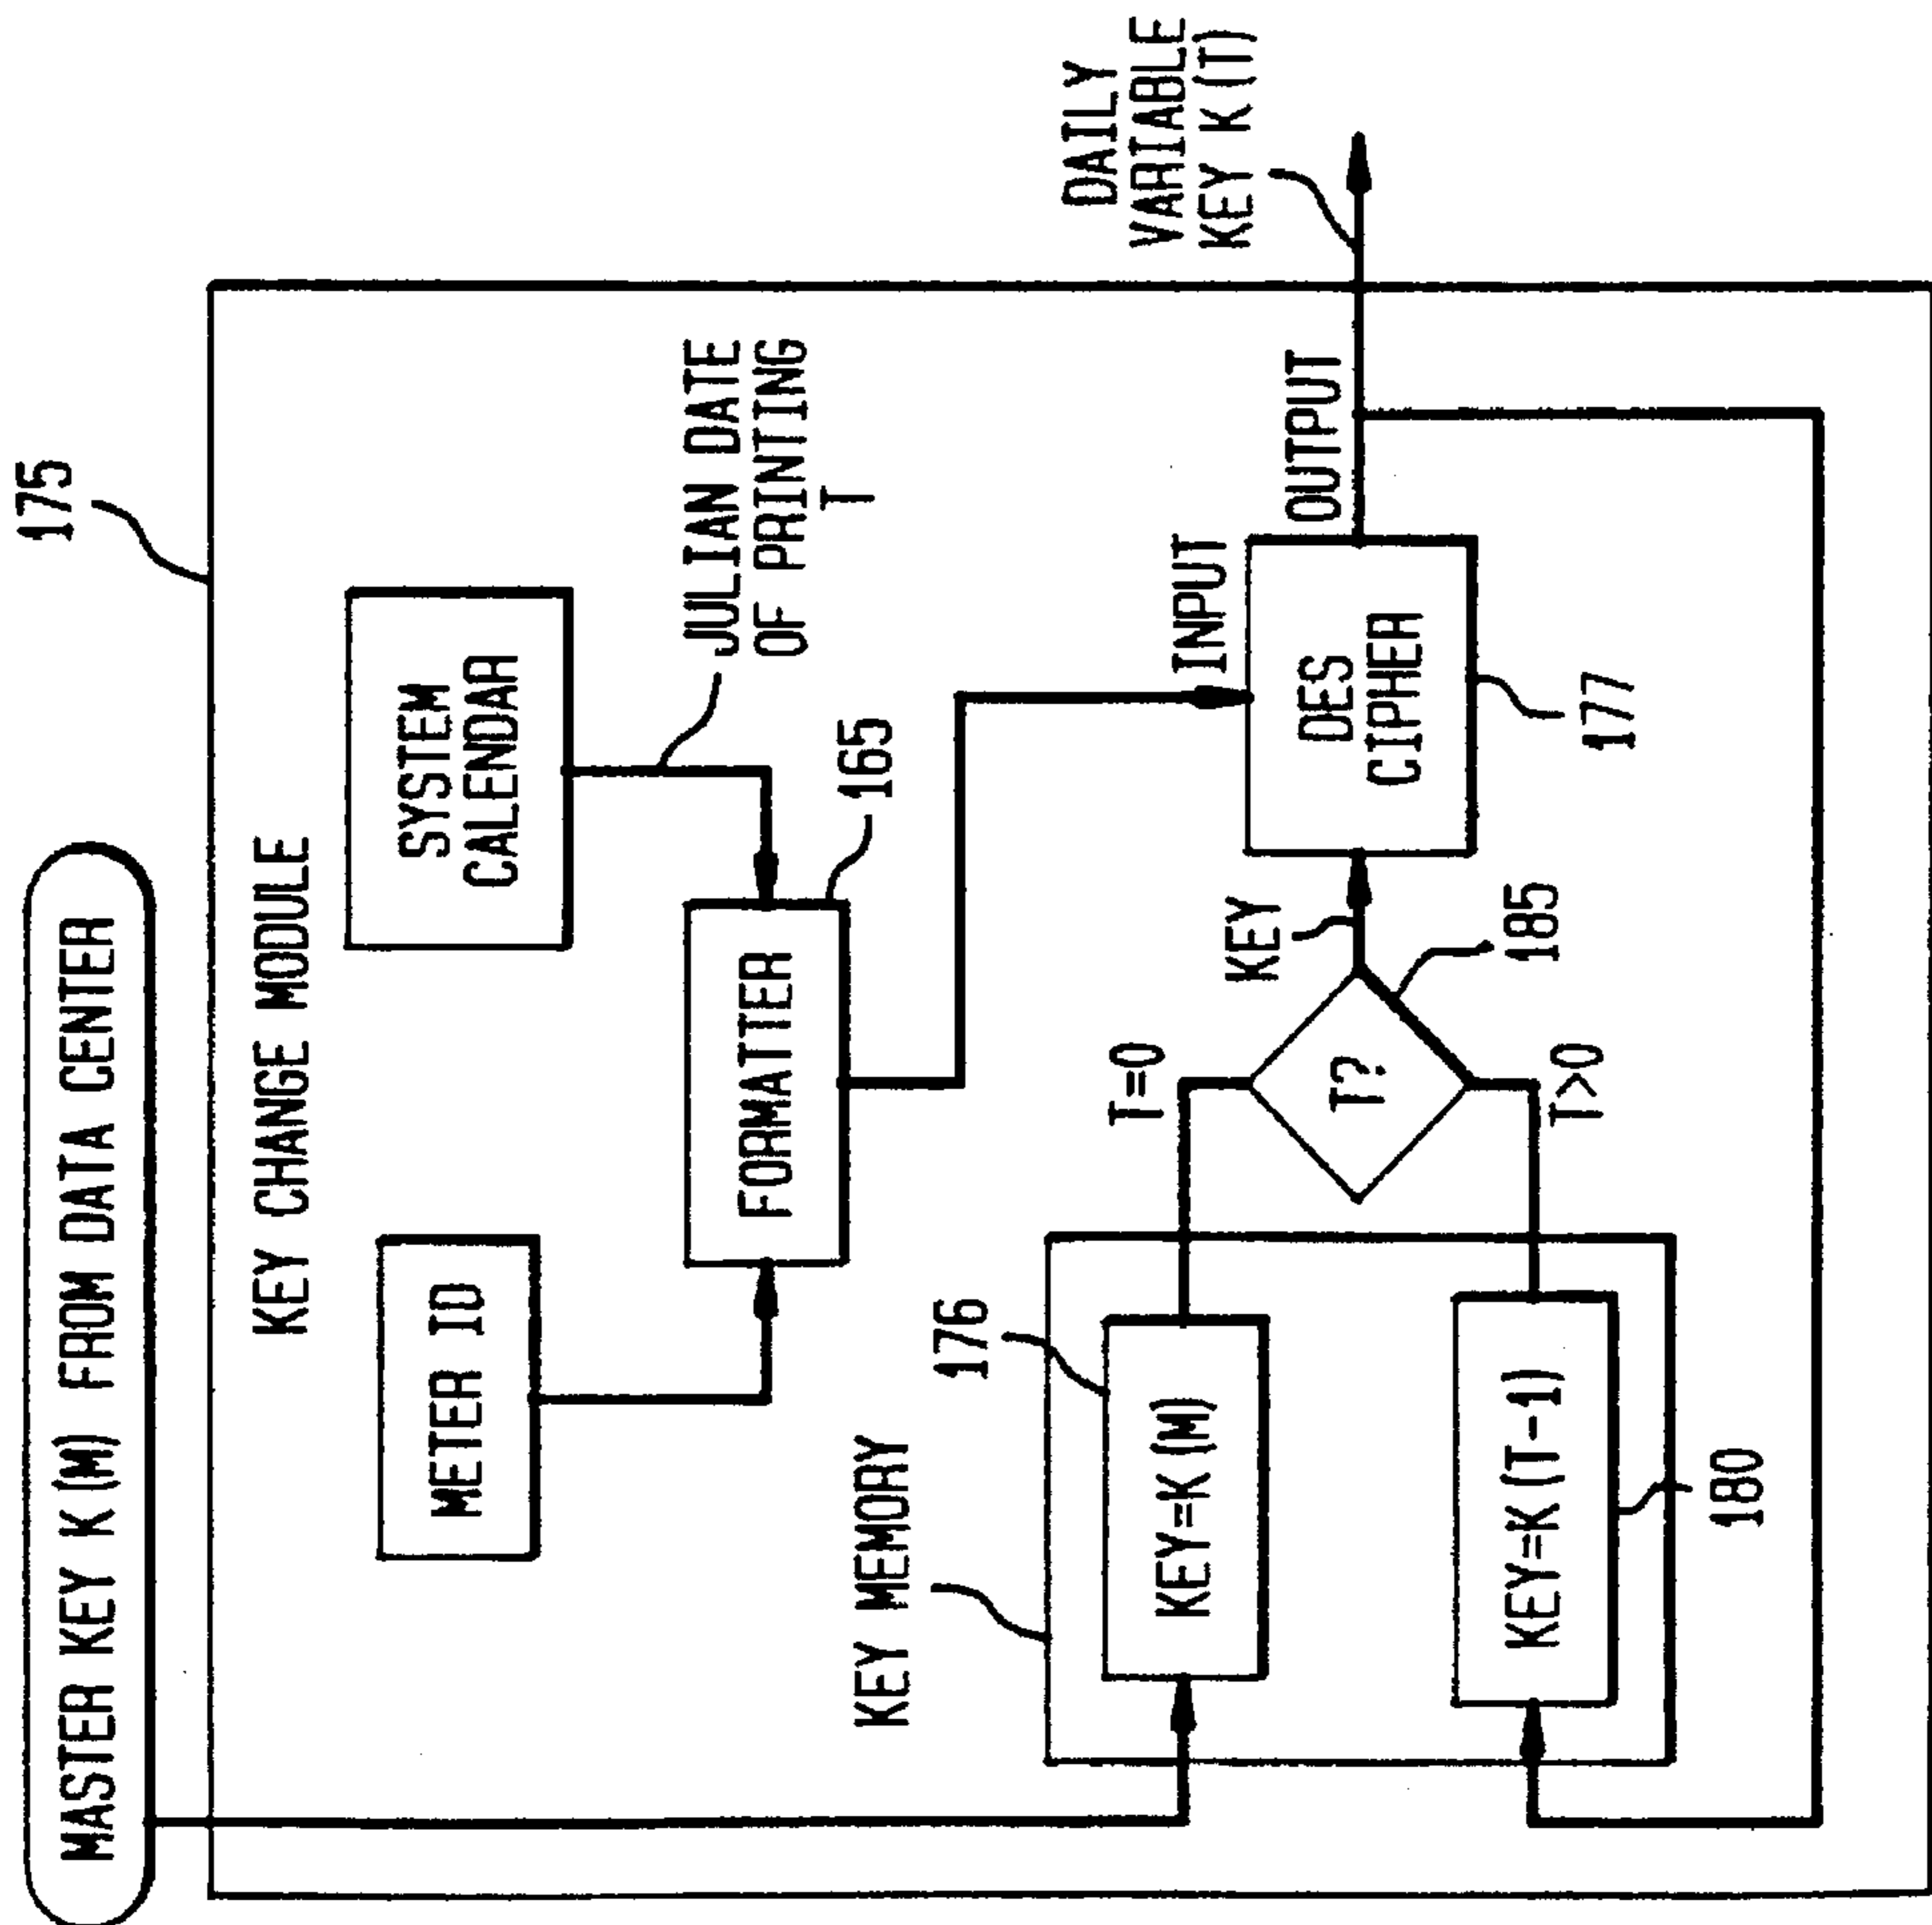 MASTER KEY K(M) FROM DATA CENTER
175
KEY CHANGE MODULE
METER ID
SYSTEM
CALENDAR
JULIAN DATE
OF PRINTING
T
FORMATTER
165
KEY MEMORY
176
KEY=K(M)
T=0
T?
KEY
INPUT
DES
CIPHER
OUTPUT
DAILY
VARIABLE
KEY K(T)
KEY=K(T-1)
T>0
185
177
180